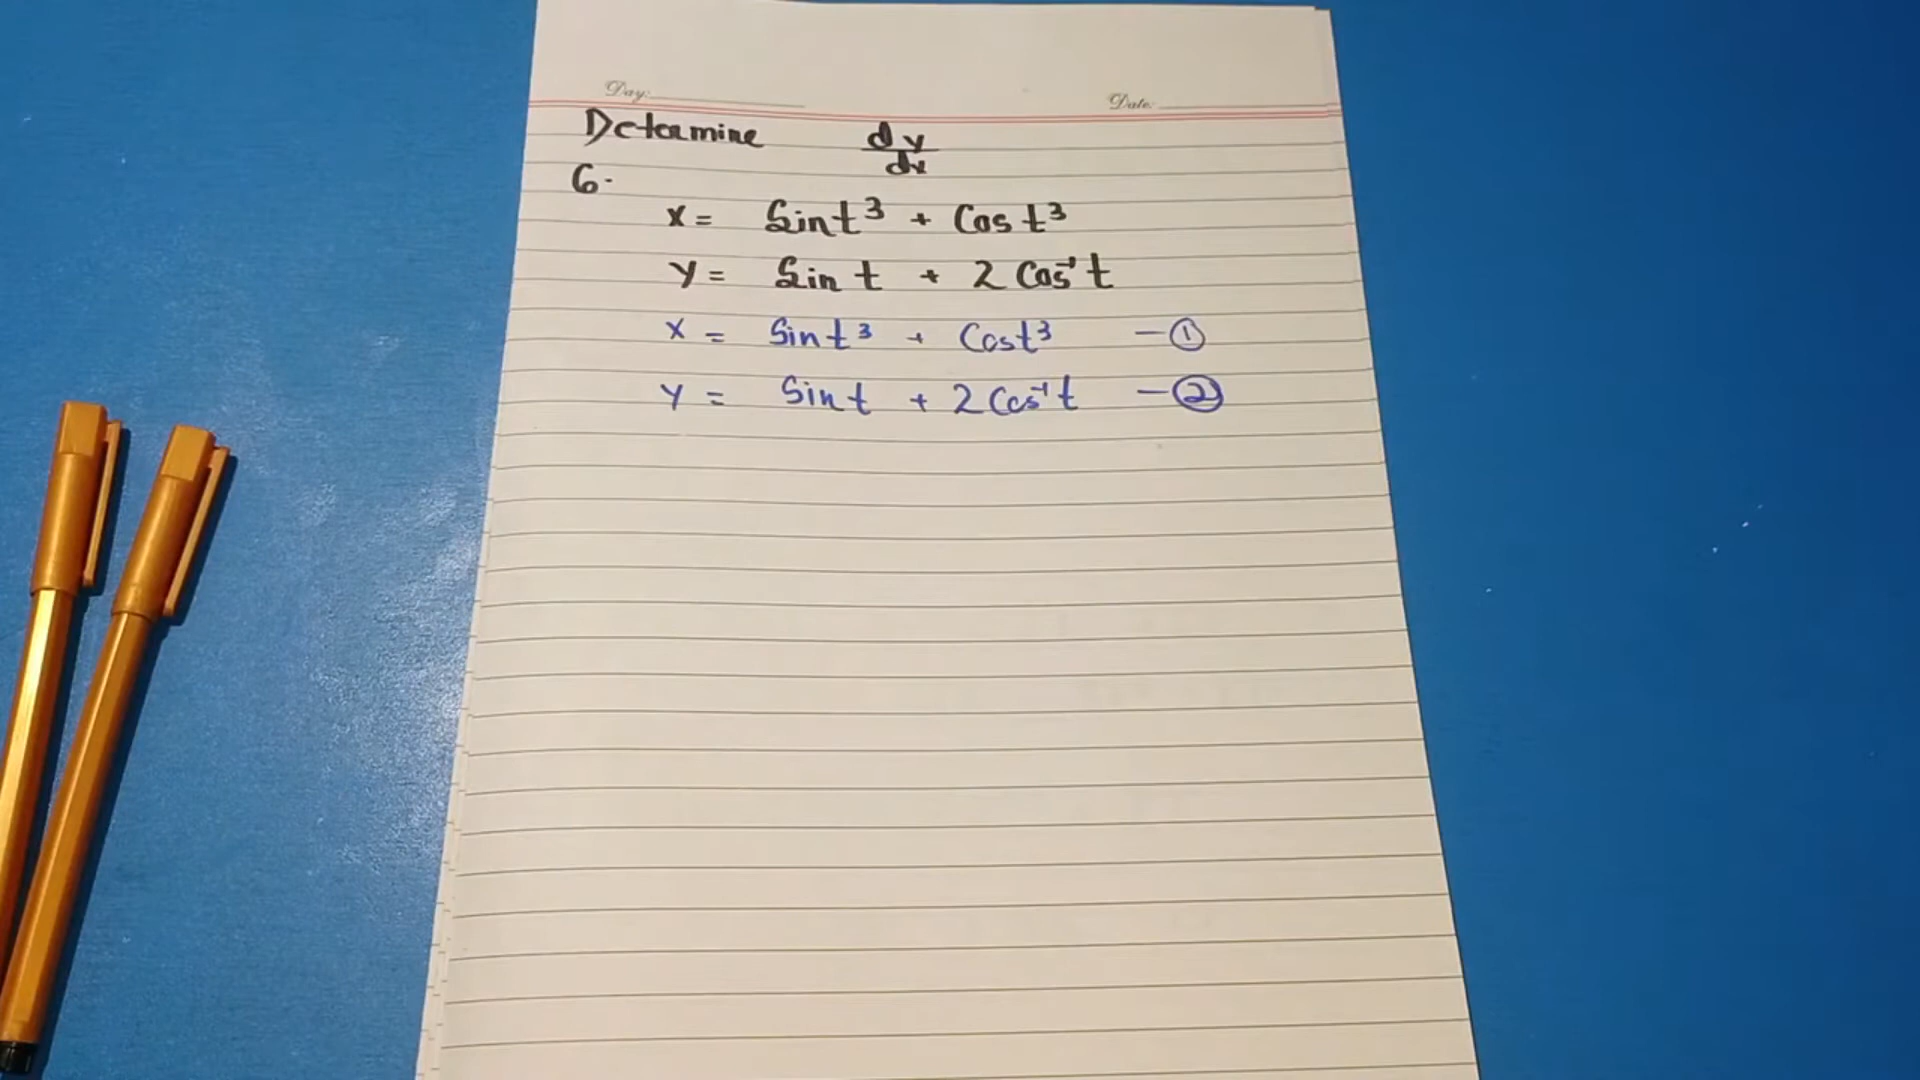 Day:
Date:
Determine dy/dx
6.
x = Sin t³ + Cos t³
y = Sin t + 2 Cos⁻¹ t
x = Sin t³ + Cos t³ — ①
y = Sin t + 2 Cos⁻¹ t — ②